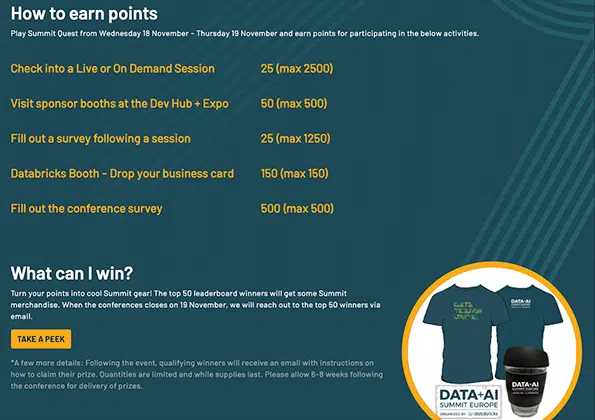 How to earn points
Play Summit Quest from Wednesday 18 November - Thursday 19 November and earn points for participating in the below activities.
Check into a Live or On Demand Session 25 (max 2500)
Visit sponsor booths at the Dev Hub + Expo 50 (max 500)
Fill out a survey following a session 25 (max 1250)
Databricks Booth - Drop your business card 150 (max 150)
Fill out the conference survey 500 (max 500)
What can I win?
Turn your points into cool Summit gear! The top 50 leaderboard winners will get some Summit
merchandise. When the conferences closes on 19 November, we will reach out to the top 50 winners via
email.
TAKE A PEEK
*A few more details: Following the event, qualifying winners will receive an email with instructions on
how to claim their prize. Quantities are limited and while supplies last. Please allow 6-8 weeks following
the conference for delivery of prizes.
DATA
TEAMS
UNITE!
DATA+AI
SUMMIT EUROPE
DATA+AI
SUMMIT EUROPE
DATA+AI
SUMMIT EUROPE
ORGANIZED BY databricks